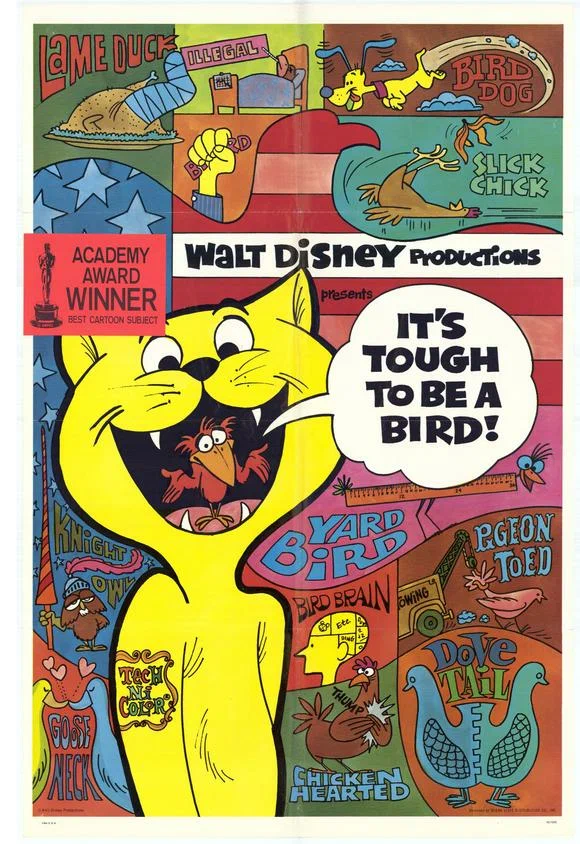 LAME DUCK
ILLEGAL
BIRD
DOG
SLICK
CHICK
ACADEMY
AWARD
WINNER
BEST CARTOON SUBJECT
WALT DiSNEY PRODUCTIONS
presents
IT'S
TOUGH
TO BE A
BIRD!
YARD
BIRD
KNIGHT
OWL
PIGEON
TOED
TOWING
BIRD BRAIN
Etc
DOVE
TAIL
TECH
Ni
COLOR®
GOOSE
NECK
THUMP
CHICKEN
HEARTED